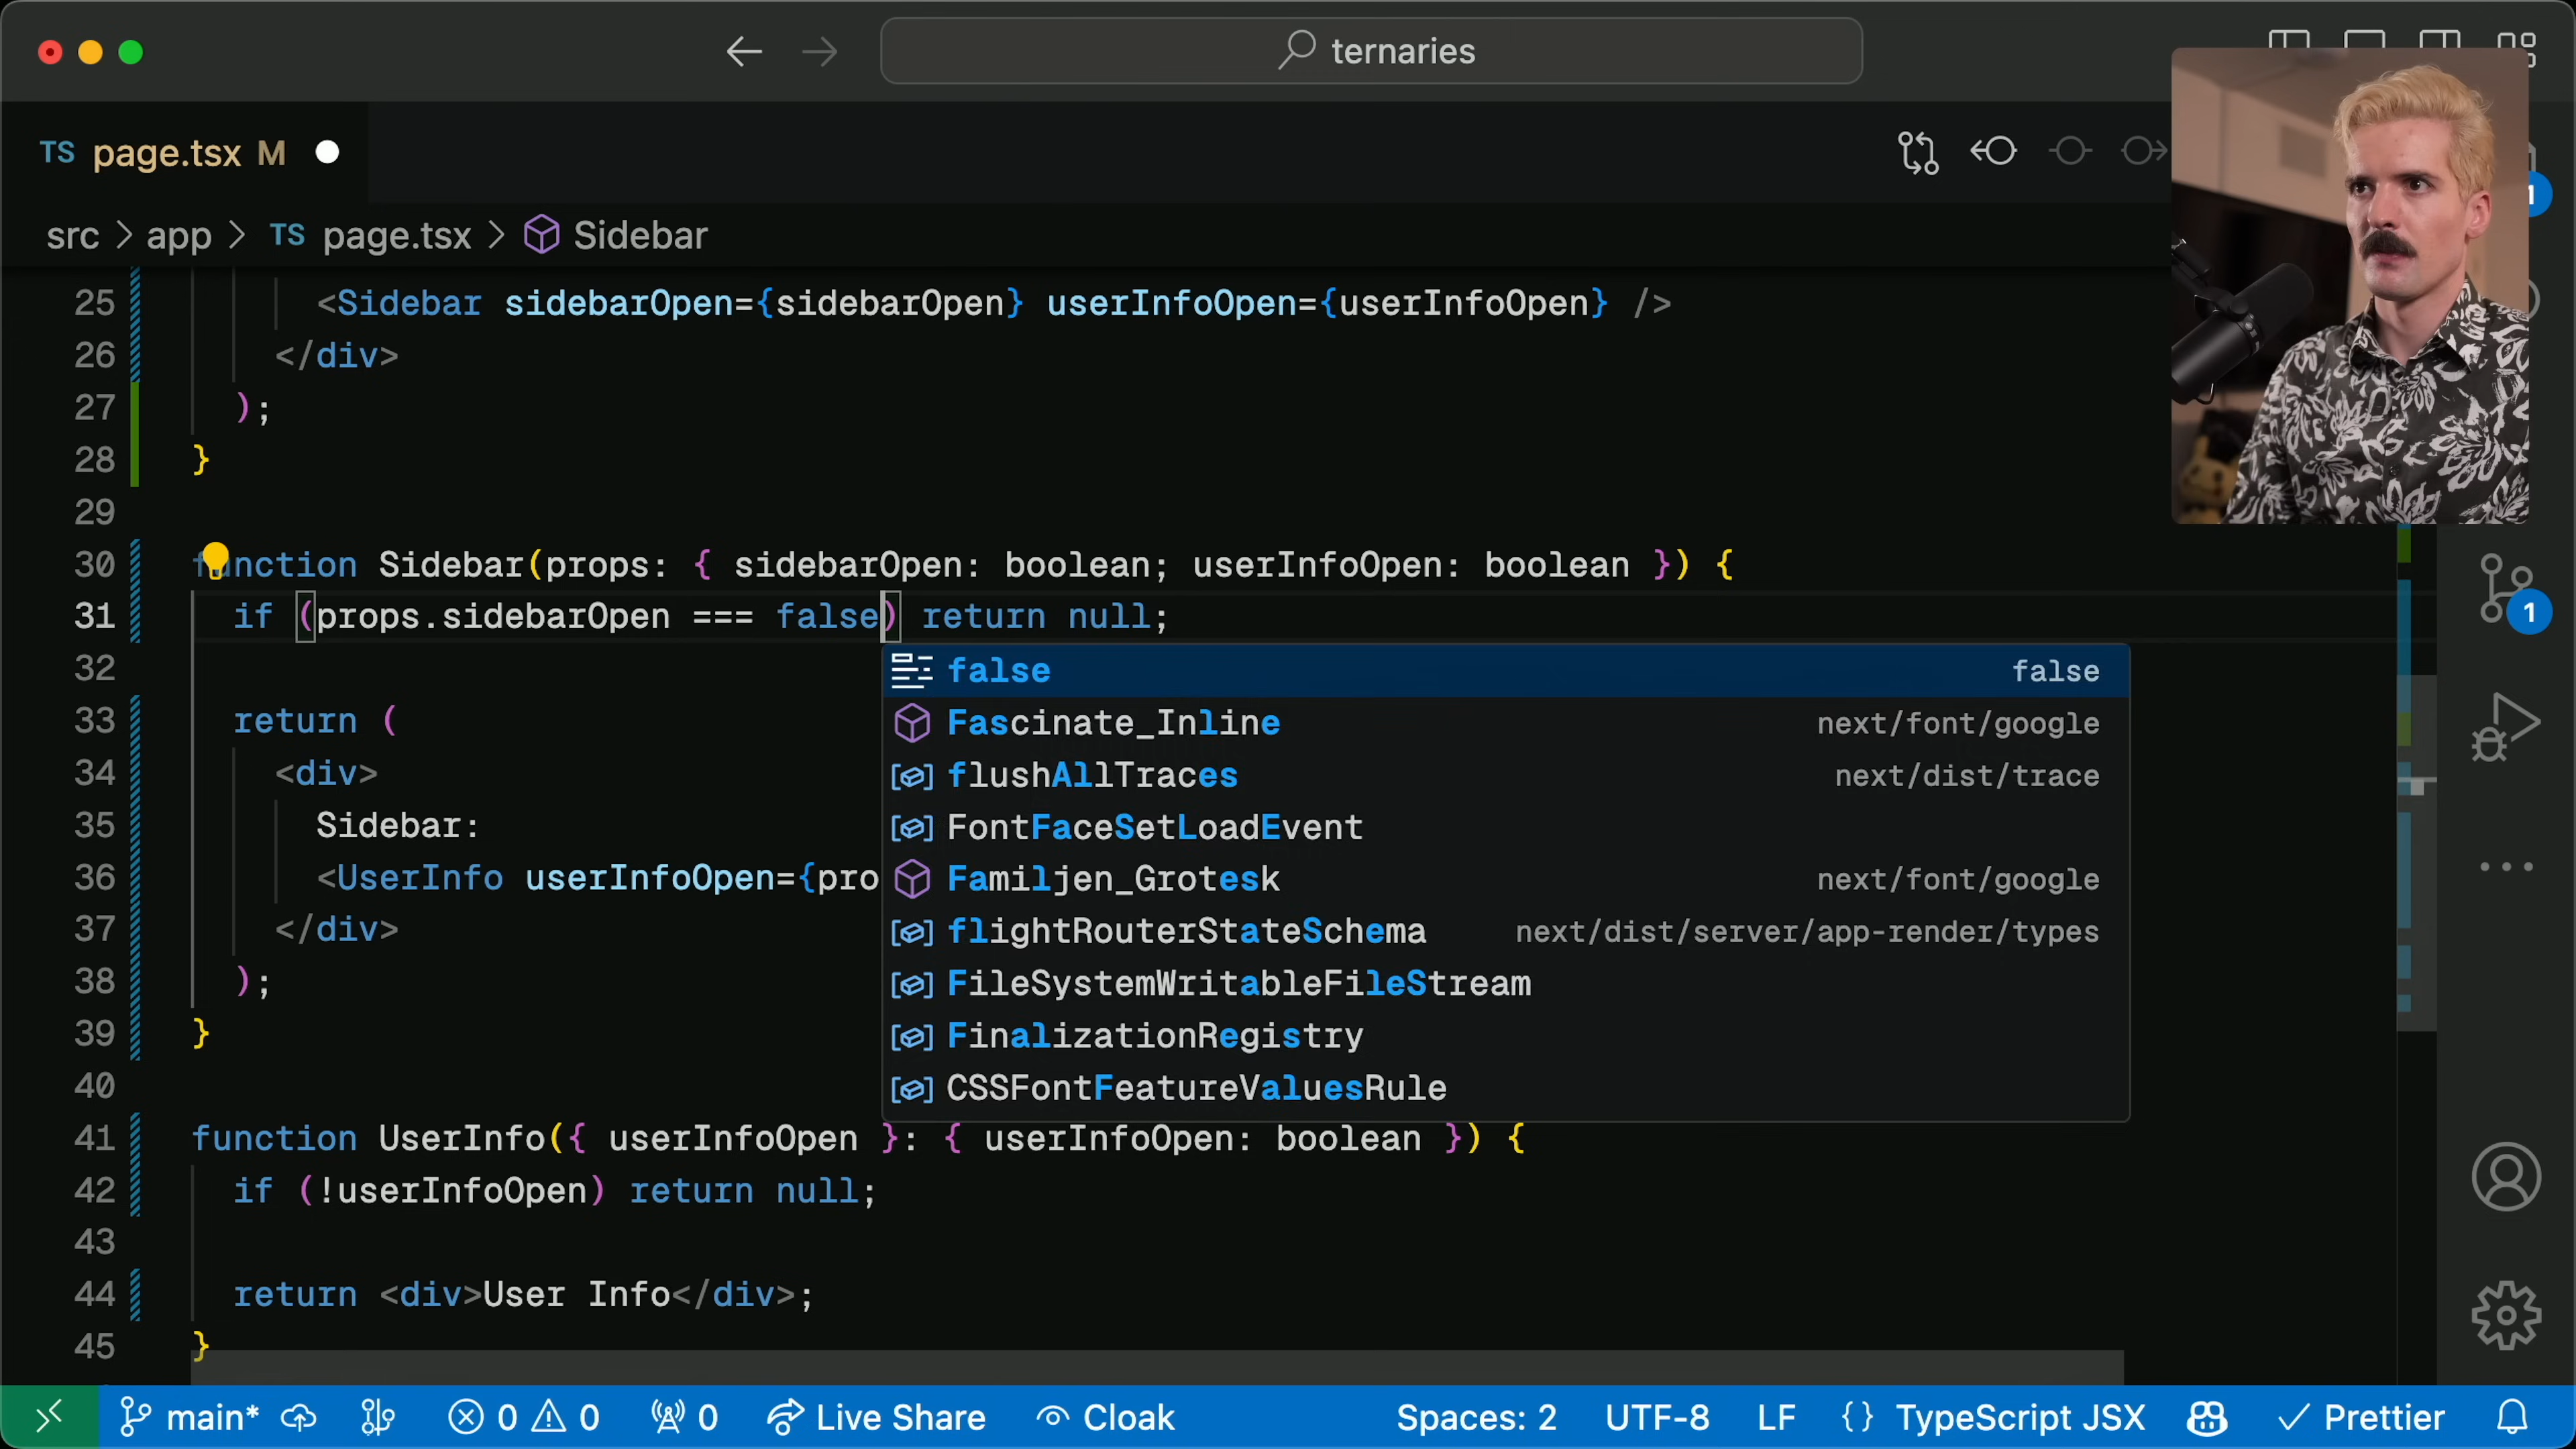 ternaries
TS page.tsx M
src > app > TS page.tsx > Sidebar
25 <Sidebar sidebarOpen={sidebarOpen} userInfoOpen={userInfoOpen} />
26 </div>
27 );
28 }
29
30 function Sidebar(props: { sidebarOpen: boolean; userInfoOpen: boolean }) {
31 if (props.sidebarOpen === false) return null;
32
33 return (
34 <div>
35 Sidebar:
36 <UserInfo userInfoOpen={pro
37 </div>
38 );
39 }
40
41 function UserInfo({ userInfoOpen }: { userInfoOpen: boolean }) {
42 if (!userInfoOpen) return null;
43
44 return <div>User Info</div>;
45 }
false false
Fascinate_Inline next/font/google
flushAllTraces next/dist/trace
FontFaceSetLoadEvent
Familjen_Grotesk next/font/google
flightRouterStateSchema next/dist/server/app-render/types
FileSystemWritableFileStream
FinalizationRegistry
CSSFontFeatureValuesRule
1
1
main* 0 0 0 Live Share Cloak Spaces: 2 UTF-8 LF {} TypeScript JSX Prettier